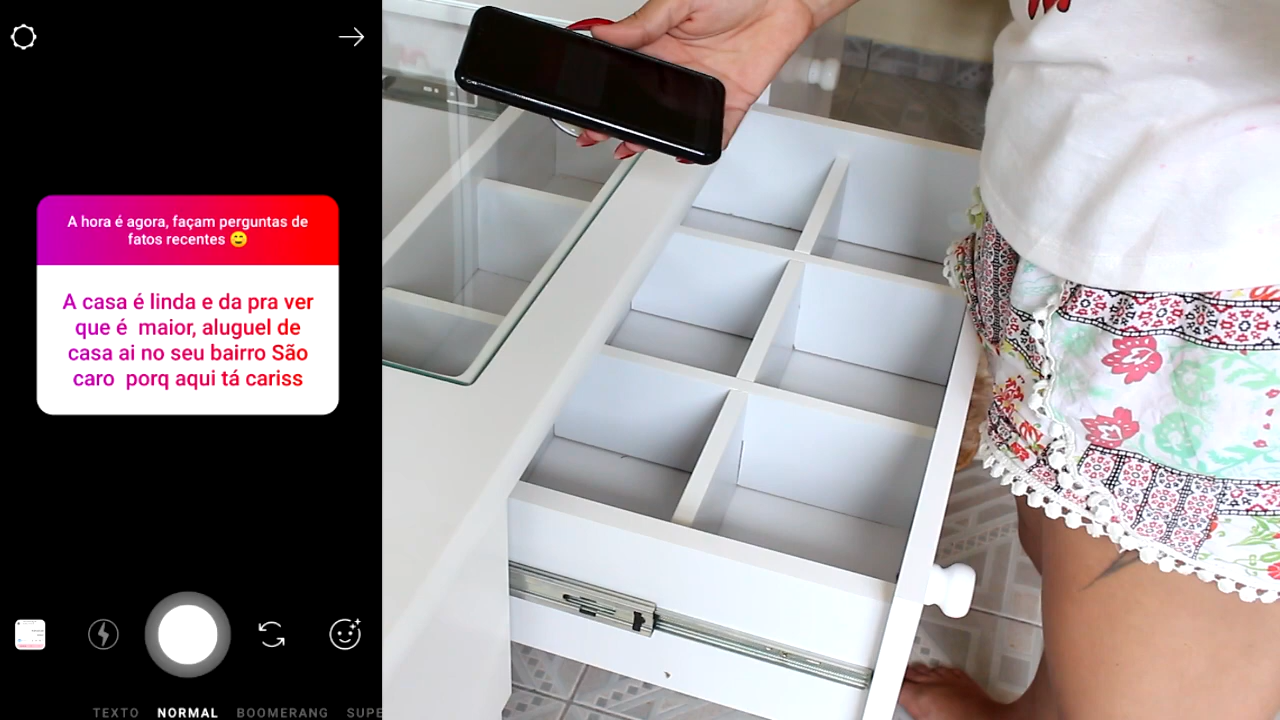 A hora é agora, façam perguntas de
fatos recentes 😊
A casa é linda e da pra ver
que é maior, aluguel de
casa ai no seu bairro São
caro porq aqui tá cariss
TEXTO NORMAL BOOMERANG SUPE